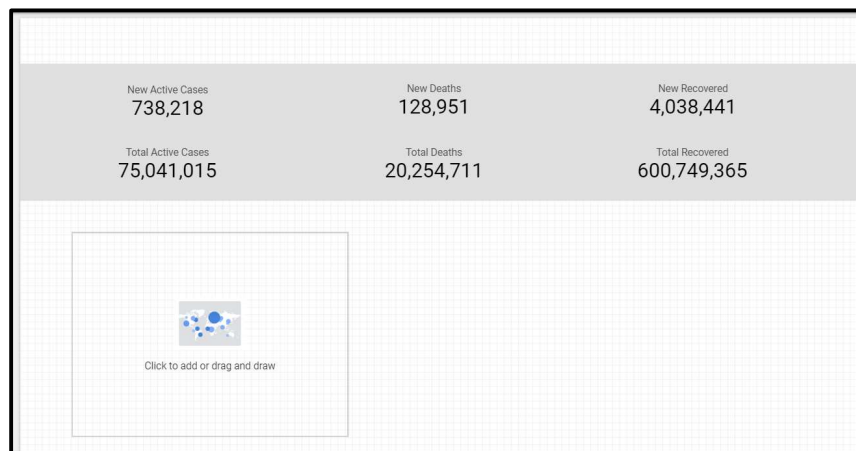 New Active Cases
738,218
New Deaths
128,951
New Recovered
4,038,441
Total Active Cases
75,041,015
Total Deaths
20,254,711
Total Recovered
600,749,365
Click to add or drag and draw